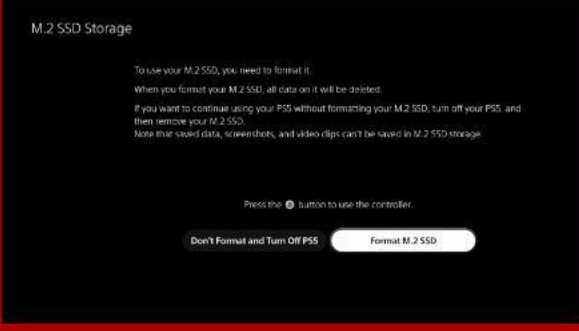 M.2 SSD Storage
To use your M.2 SSD, you need to format it.
When you format your M.2 SSD, all data on it will be deleted.
If you want to continue using your PS5 without formatting your M.2 SSD, turn off your PS5, and
then remove your M.2 SSD.
Note that saved data, screenshots, and video clips can't be saved in M.2 SSD storage.
Press the button to use the controller.
Don't Format and Turn Off PS5
Format M.2 SSD